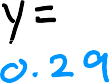 y =
0.29